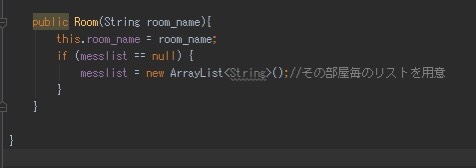 public Room(String room_name){
this.room_name = room_name;
if (messlist == null) {
messlist = new ArrayList<String>();//その部屋毎のリストを用意
}
}
}